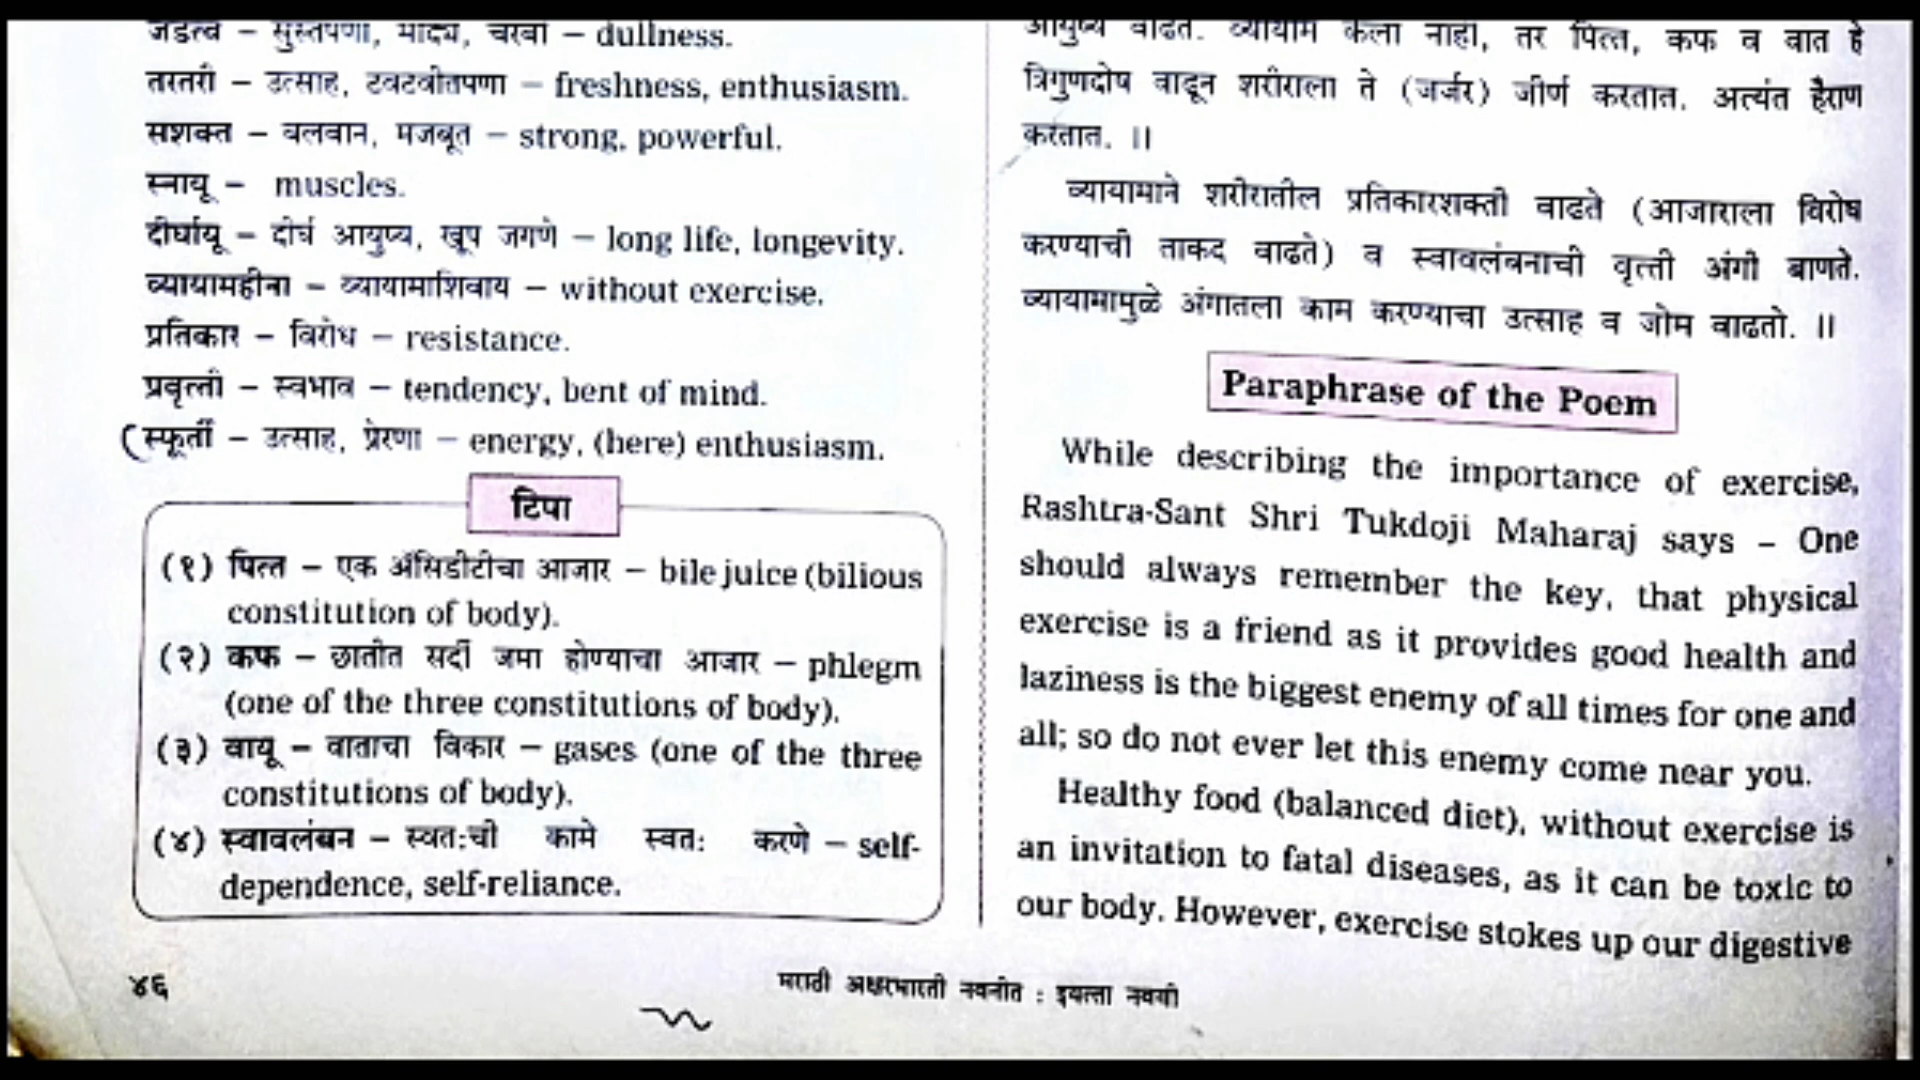 जडत्व – सुस्तपणा, मांद्य, चरबी – dullness.
तरतरी – उत्साह, टवटवीतपणा – freshness, enthusiasm.
सशक्त – बलवान, मजबूत – strong, powerful.
स्नायू – muscles.
दीर्घायू – दीर्घ आयुष्य, खूप जगणे – long life, longevity.
व्यायामहीना – व्यायामाशिवाय – without exercise.
प्रतिकार – विरोध – resistance.
प्रवृत्ती – स्वभाव – tendency, bent of mind.
स्फूर्ती – उत्साह, प्रेरणा – energy, (here) enthusiasm.
टिपा
(१) पित्त – एक ॲसिडीटीचा आजार – bile juice (bilious
constitution of body).
(२) कफ – छातीत सर्दी जमा होण्याचा आजार – phlegm
(one of the three constitutions of body).
(३) वायू – वाताचा विकार – gases (one of the three
constitutions of body).
(४) स्वावलंबन – स्वत:ची कामे स्वत: करणे – self-
dependence, self-reliance.
४६
आयुष्य वाढते. व्यायाम केला नाही, तर पित्त, कफ व वात हे
त्रिगुणदोष वाढून शरीराला ते (जर्जर) जीर्ण करतात. अत्यंत हैराण
करतात. ।।
व्यायामाने शरीरातील प्रतिकारशक्ती वाढते (आजाराला विरोध
करण्याची ताकद वाढते) व स्वावलंबनाची वृत्ती अंगी बाणते.
व्यायामामुळे अंगातला काम करण्याचा उत्साह व जोम वाढतो. ।।
Paraphrase of the Poem
While describing the importance of exercise,
Rashtra-Sant Shri Tukdoji Maharaj says – One
should always remember the key, that physical
exercise is a friend as it provides good health and
laziness is the biggest enemy of all times for one and
all; so do not ever let this enemy come near you.
Healthy food (balanced diet), without exercise is
an invitation to fatal diseases, as it can be toxic to
our body. However, exercise stokes up our digestive
मराठी अक्षरभारती नवनीत : इयत्ता नववी